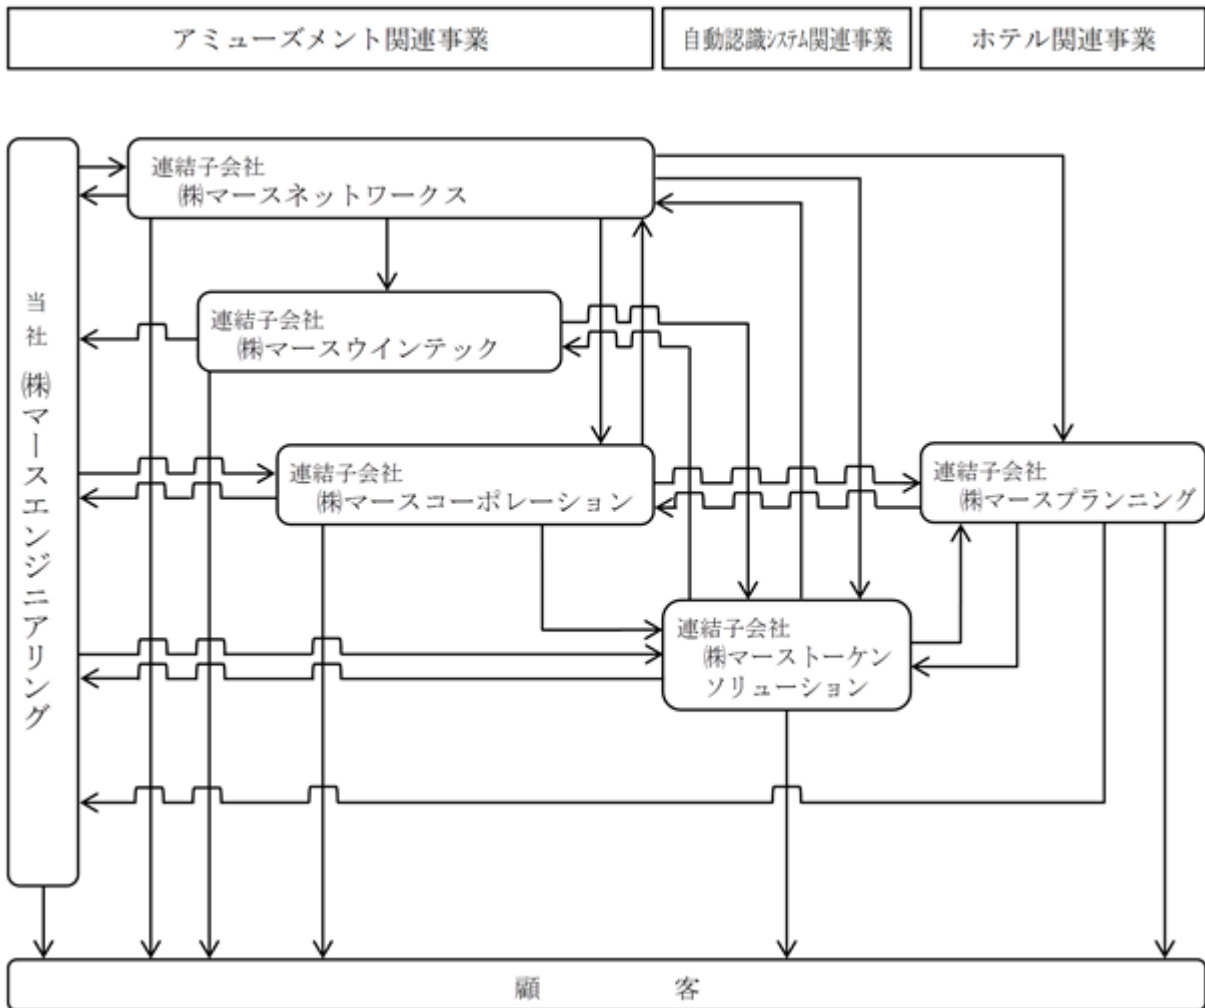 アミューズメント関連事業
自動認識システム関連事業
ホテル関連事業
当社 ㈱マースエンジニアリング
連結子会社
㈱マースネットワークス
連結子会社
㈱マースウインテック
連結子会社
㈱マースコーポレーション
連結子会社
㈱マースプランニング
連結子会社
㈱マーストーケン
ソリューション
顧客